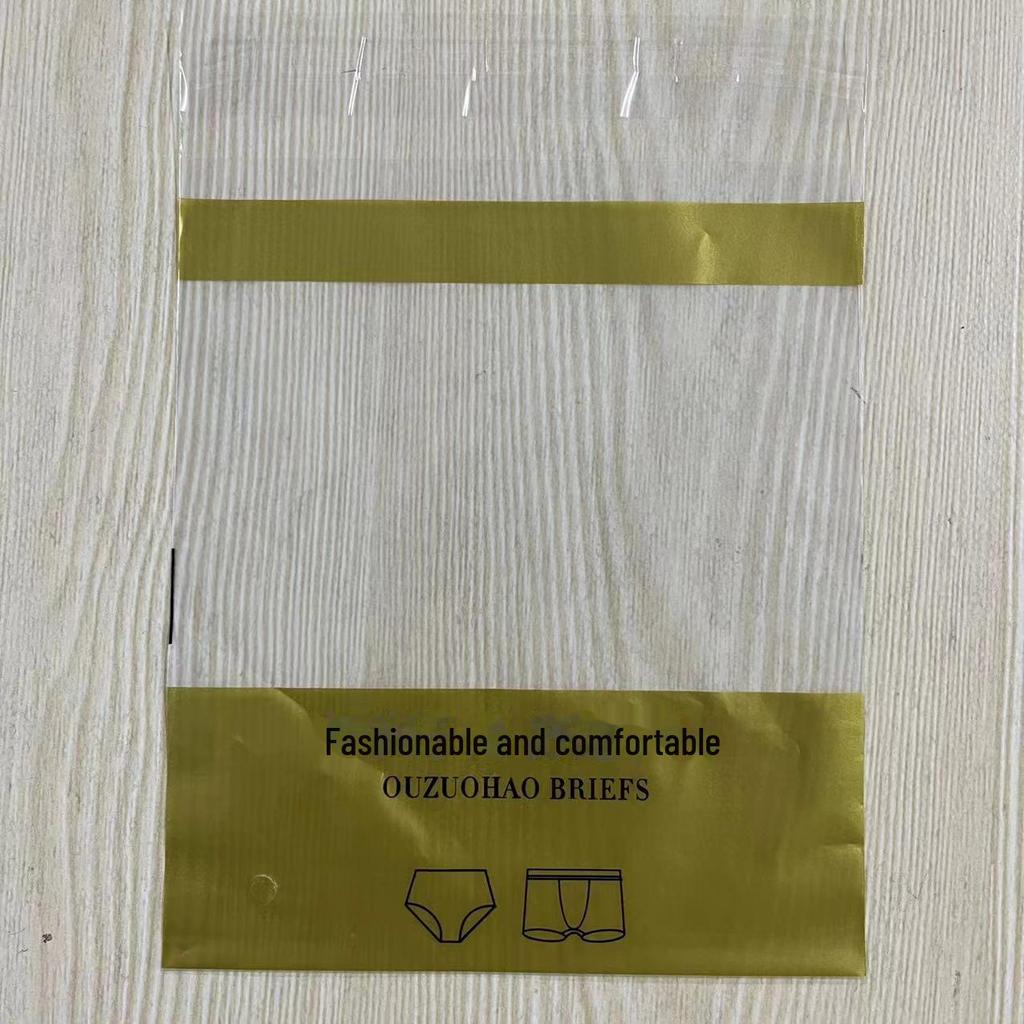 Fashionable and comfortable
OUZUOHAO BRIEFS